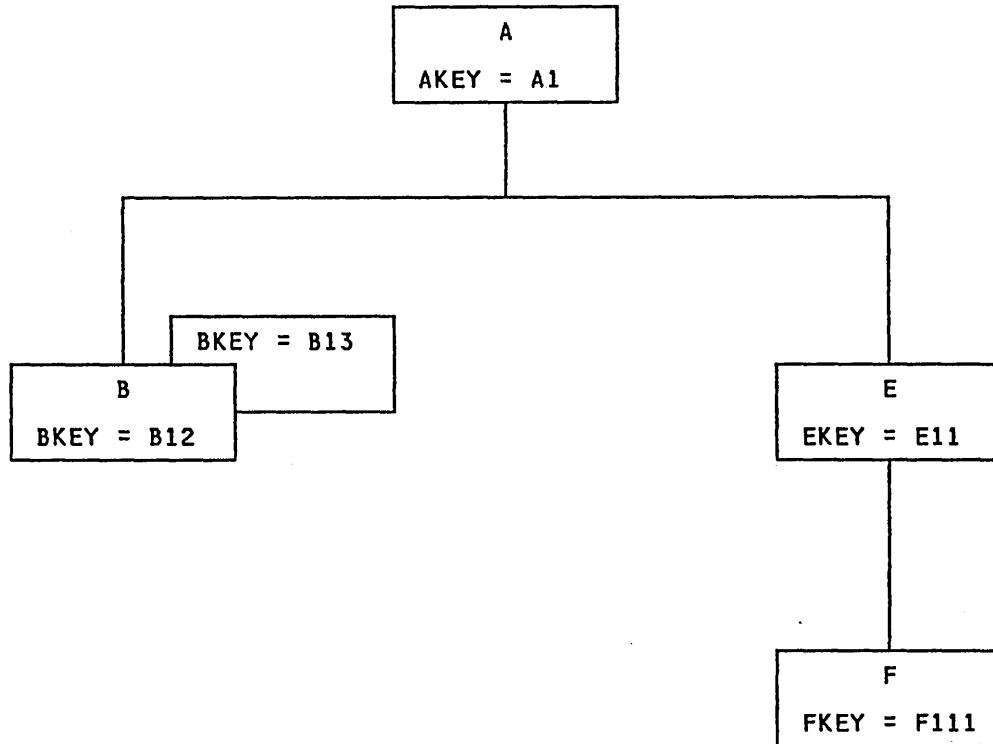 A
AKEY = A1
BKEY = B13
B
BKEY = B12
E
EKEY = E11
F
FKEY = F111